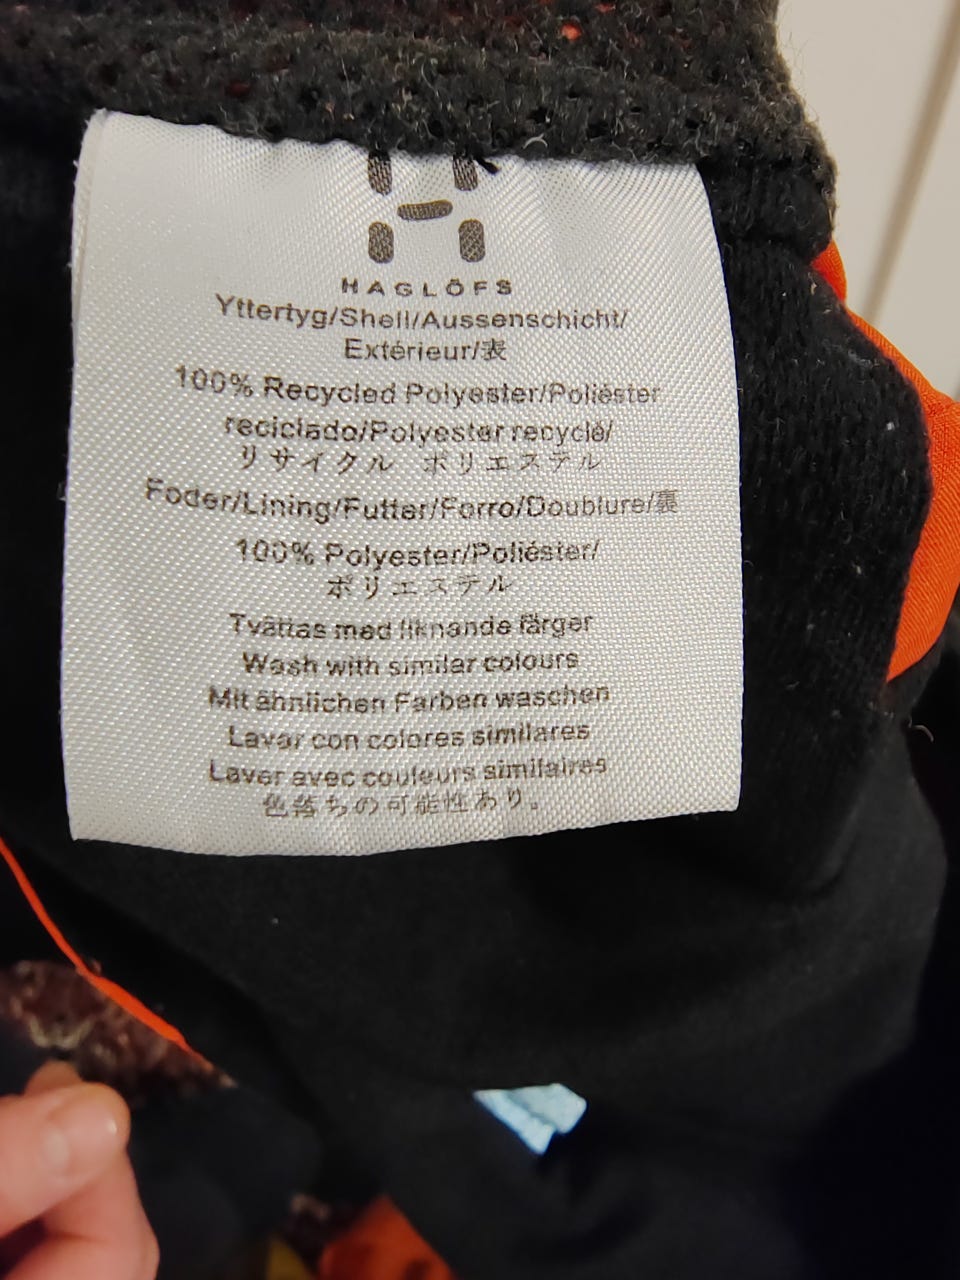 HAGLÖFS
Yttertyg/Shell/Aussenschicht/
Extérieur/表
100% Recycled Polyester/Poliéster
reciclado/Polyester recyclé/
リサイクル ポリエステル
Foder/Lining/Futter/Forro/Doublure/裏
100% Polyester/Poliéster/
ポリエステル
Tvättas med liknande färger
Wash with similar colours
Mit ähnlichen Farben waschen
Lavar con colores similares
Laver avec couleurs similaires
色落ちの可能性あり。